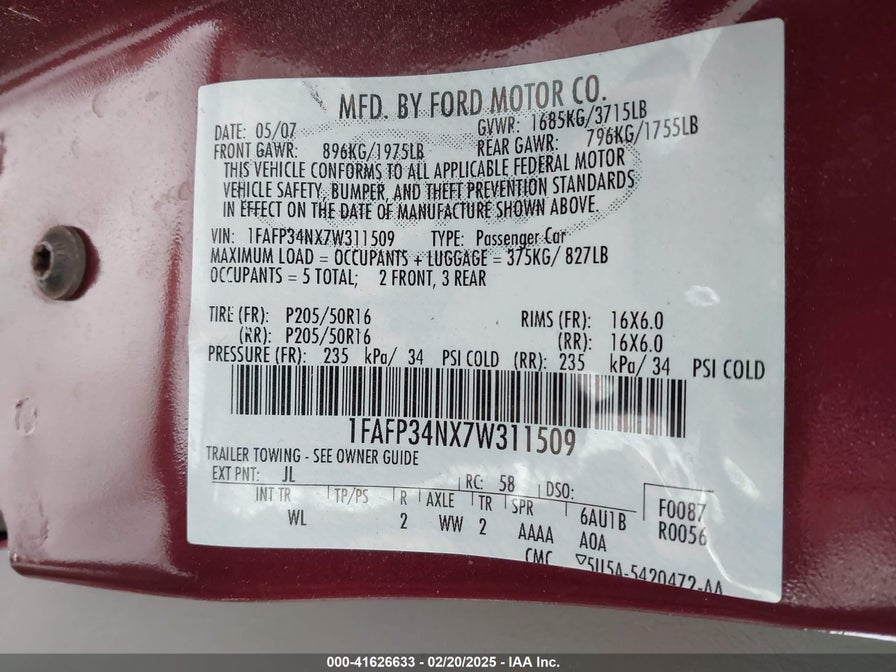 MFD. BY FORD MOTOR CO.
DATE: 05/07 GVWR: 1685KG/3715LB
FRONT GAWR: 896KG/1975LB REAR GAWR: 796KG/1755LB
THIS VEHICLE CONFORMS TO ALL APPLICABLE FEDERAL MOTOR
VEHICLE SAFETY, BUMPER, AND THEFT PREVENTION STANDARDS
IN EFFECT ON THE DATE OF MANUFACTURE SHOWN ABOVE.
VIN: 1FAFP34NX7W311509 TYPE: Passenger Car
MAXIMUM LOAD = OCCUPANTS + LUGGAGE = 375KG/ 827LB
OCCUPANTS = 5 TOTAL; 2 FRONT, 3 REAR
TIRE (FR): P205/50R16 RIMS (FR): 16X6.0
(RR): P205/50R16 (RR): 16X6.0
PRESSURE (FR): 235 kPa/ 34 PSI COLD (RR): 235 kPa/ 34 PSI COLD
1FAFP34NX7W311509
TRAILER TOWING - SEE OWNER GUIDE
EXT PNT: JL RC: 58 DSO:
INT TR TP/PS R AXLE TR SPR 6AU1B F0087
WL 2 WW 2 AAAA A0A R0056
CMC ▽5U5A-5420472-AA
000-41626633 - 02/20/2025 - IAA Inc.